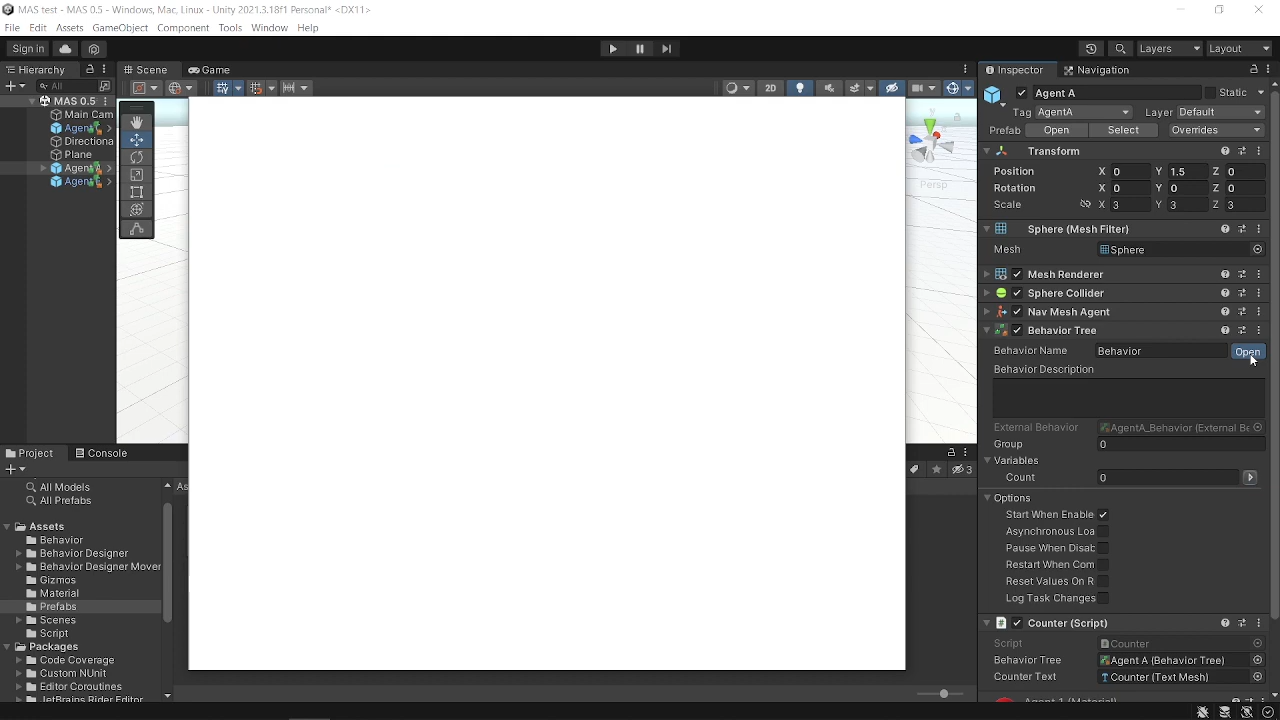 MAS test - MAS 0.5 - Windows, Mac, Linux - Unity 2021.3.18f1 Personal* <DX11>
File Edit Assets GameObject Component Tools Window Help
Sign in Layers Layout
Hierarchy Scene Game Inspector Navigation
All 2D Agent A Static
MAS 0.5 Tag AgentA Layer Default
Main Cam Prefab Open Select Overrides
Agent
Directiona Transform
Plane Position X 0 Y 1.5 Z 0
Agent Rotation X 0 Y 0 Z 0
Agent Persp Scale X 3 Y 3 Z 3
Sphere (Mesh Filter)
Mesh Sphere
Mesh Renderer
Sphere Collider
Nav Mesh Agent
Behavior Tree
Behavior Name Behavior Open
Behavior Description
External Behavior AgentA_Behavior (External Be
Group 0
Project Console Variables
3 Count 0
All Models As
All Prefabs Options
Start When Enable
Assets Asynchronous Loa
Behavior Pause When Disab
Behavior Designer Restart When Com
Behavior Designer Mover Reset Values On R
Gizmos Log Task Changes
Material
Prefabs
Scenes Counter (Script)
Script Script Counter
Packages Behavior Tree Agent A (Behavior Tree)
Code Coverage Counter Text Counter (Text Mesh)
Custom NUnit
Editor Coroutines
JetBrains Rider Editor